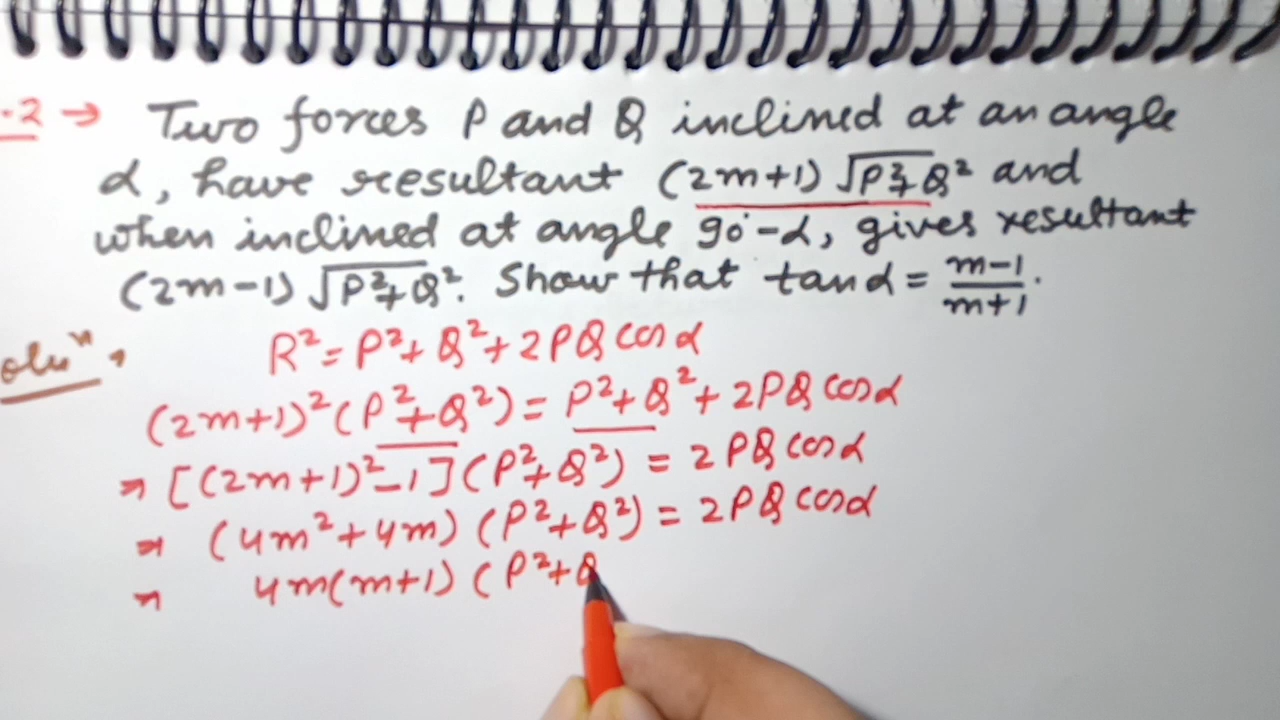 -2 → Two forces P and Q inclined at an angle
α, have resultant (2m+1) √P²+Q² and
when inclined at angle 90°-α, gives resultant
(2m-1) √P²+Q². Show that tanα = m-1/m+1.
oluⁿ,
R² = P²+Q²+2PQ cosα
(2m+1)²(P²+Q²) = P²+Q²+2PQ cosα
⇒ [(2m+1)²-1](P²+Q²) = 2PQ cosα
⇒ (4m²+4m) (P²+Q²) = 2PQ cosα
⇒ 4m(m+1) (P²+Q